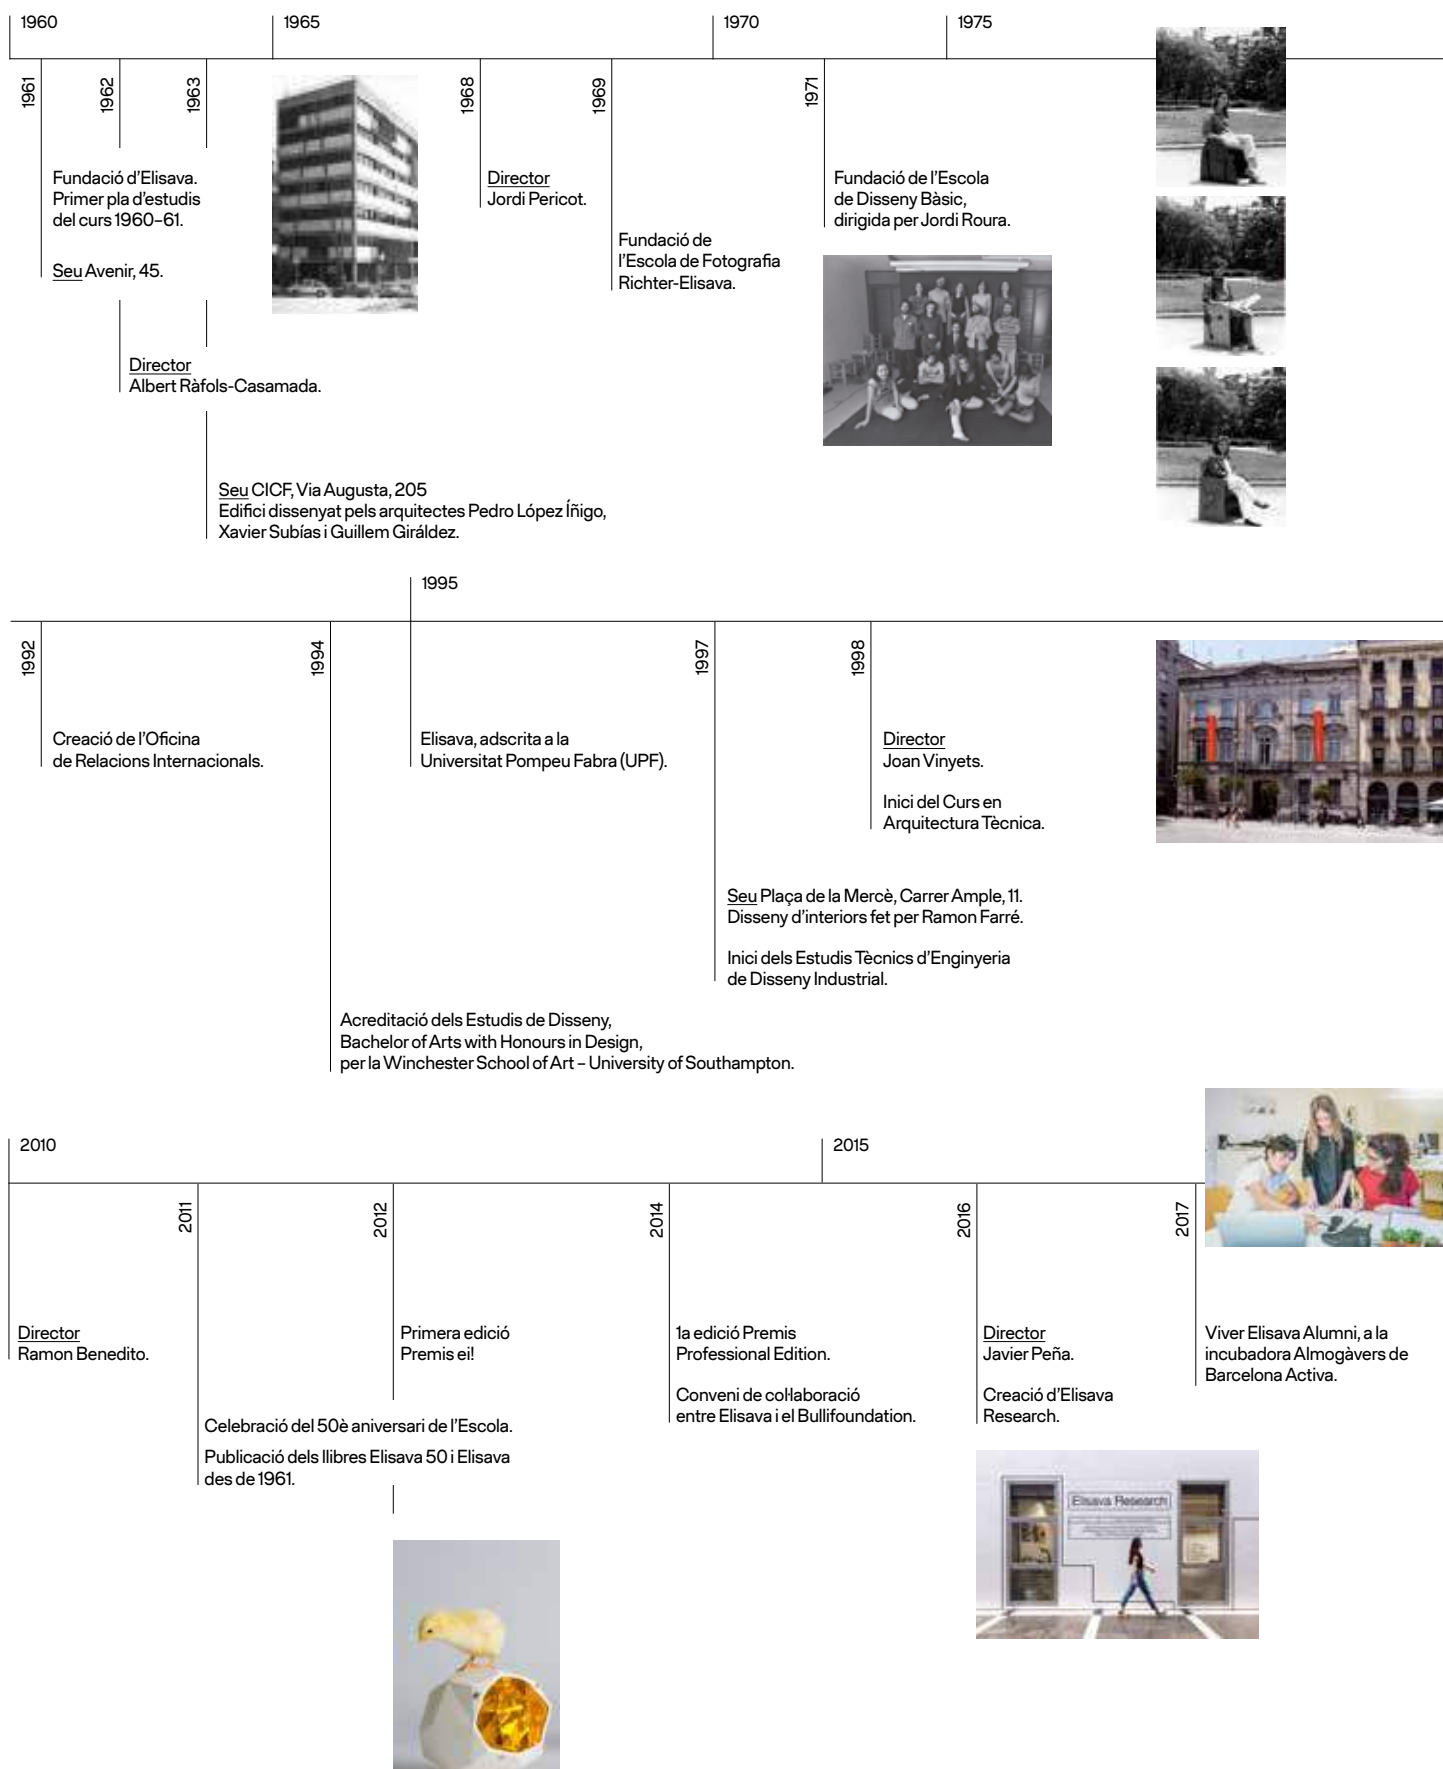 1960
1965
1970
1975
1961
1962
1963
1968
1969
1971
Fundació d’Elisava.
Primer pla d’estudis
del curs 1960–61.
Seu Avenir, 45.
Director
Albert Ràfols-Casamada.
Seu CICF, Via Augusta, 205
Edifici dissenyat pels arquitectes Pedro López Íñigo,
Xavier Subías i Guillem Giráldez.
Director
Jordi Pericot.
Fundació de
l’Escola de Fotografia
Richter-Elisava.
Fundació de l’Escola
de Disseny Bàsic,
dirigida per Jordi Roura.
1995
1992
1994
1997
1998
Creació de l’Oficina
de Relacions Internacionals.
Acreditació dels Estudis de Disseny,
Bachelor of Arts with Honours in Design,
per la Winchester School of Art – University of Southampton.
Elisava, adscrita a la
Universitat Pompeu Fabra (UPF).
Seu Plaça de la Mercè, Carrer Ample, 11.
Disseny d’interiors fet per Ramon Farré.
Inici dels Estudis Tècnics d’Enginyeria
de Disseny Industrial.
Director
Joan Vinyets.
Inici del Curs en
Arquitectura Tècnica.
2010
2015
2011
2012
2014
2016
2017
Director
Ramon Benedito.
Celebració del 50è aniversari de l’Escola.
Publicació dels llibres Elisava 50 i Elisava
des de 1961.
Primera edició
Premis ei!
1a edició Premis
Professional Edition.
Conveni de col·laboració
entre Elisava i el Bullifoundation.
Director
Javier Peña.
Creació d’Elisava
Research.
Viver Elisava Alumni, a la
incubadora Almogàvers de
Barcelona Activa.
Elisava Research